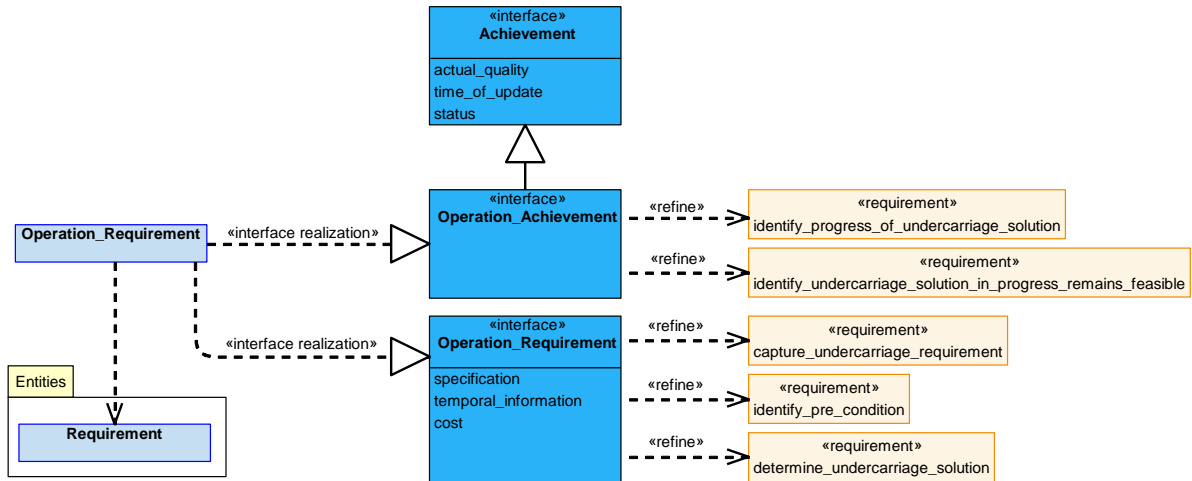 «interface»
Achievement
actual_quality
time_of_update
status
«interface»
Operation_Achievement
«refine»
«requirement»
identify_progress_of_undercarriage_solution
Operation_Requirement
«interface realization»
«refine»
«requirement»
identify_undercarriage_solution_in_progress_remains_feasible
«interface realization»
«interface»
Operation_Requirement
specification
temporal_information
cost
«refine»
«requirement»
capture_undercarriage_requirement
«refine»
«requirement»
identify_pre_condition
«refine»
«requirement»
determine_undercarriage_solution
Entities
Requirement